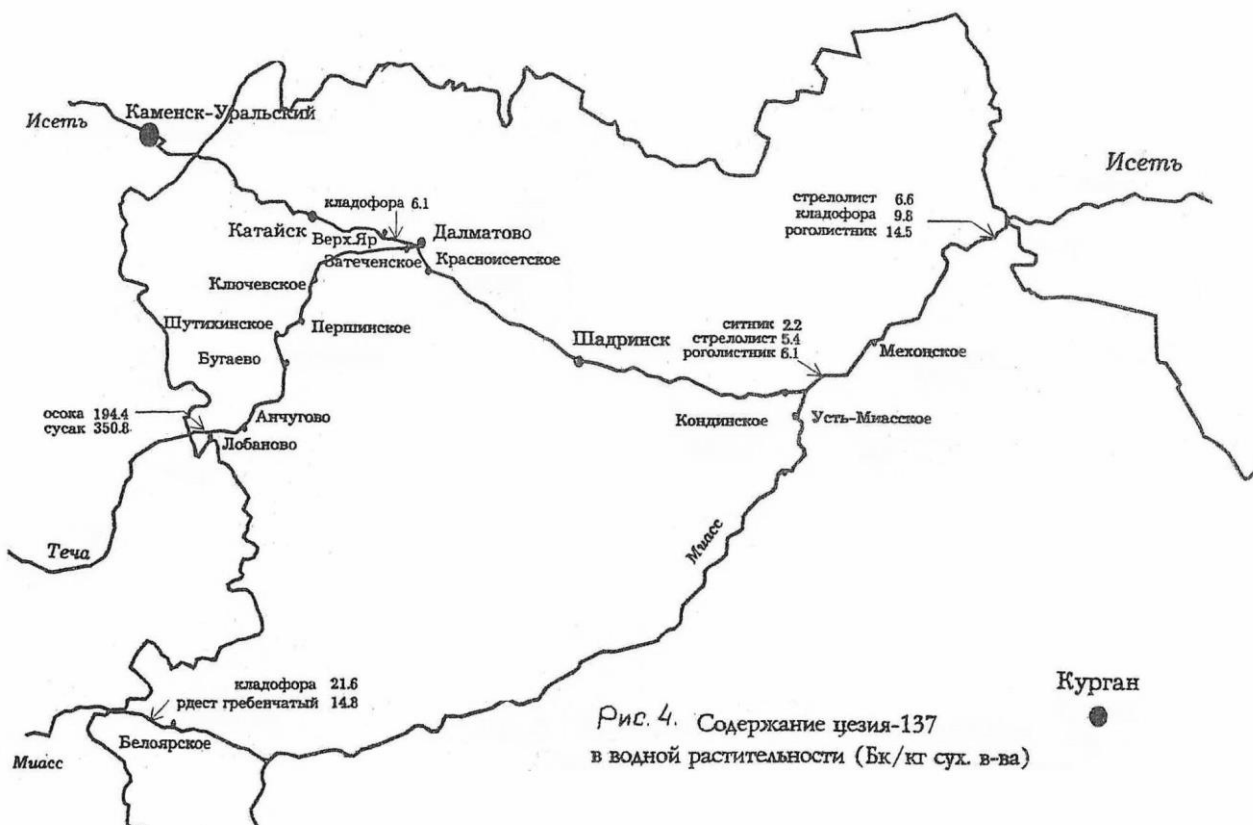 Каменск-Уральский
Исеть
Исеть
стрелолист 6.6
кладофора 9.8
роголистник 14.5
кладофора 6.1
Катайск
Верх.Яр
Далматово
Затеченское
Красноисетское
Ключевское
Шутихинское
Першинское
Бугаево
Шадринск
ситник 2.2
стрелолист 5.4
роголистник 6.1
Мехонское
осока 194.4
сусак 350.8
Анчугово
Лобаново
Кондинское
Усть-Миасское
Теча
Миасс
кладофора 21.6
рдест гребенчатый 14.8
Белоярское
Миасс
Курган
Рис. 4. Содержание цезия-137
в водной растительности (Бк/кг сух. в-ва)